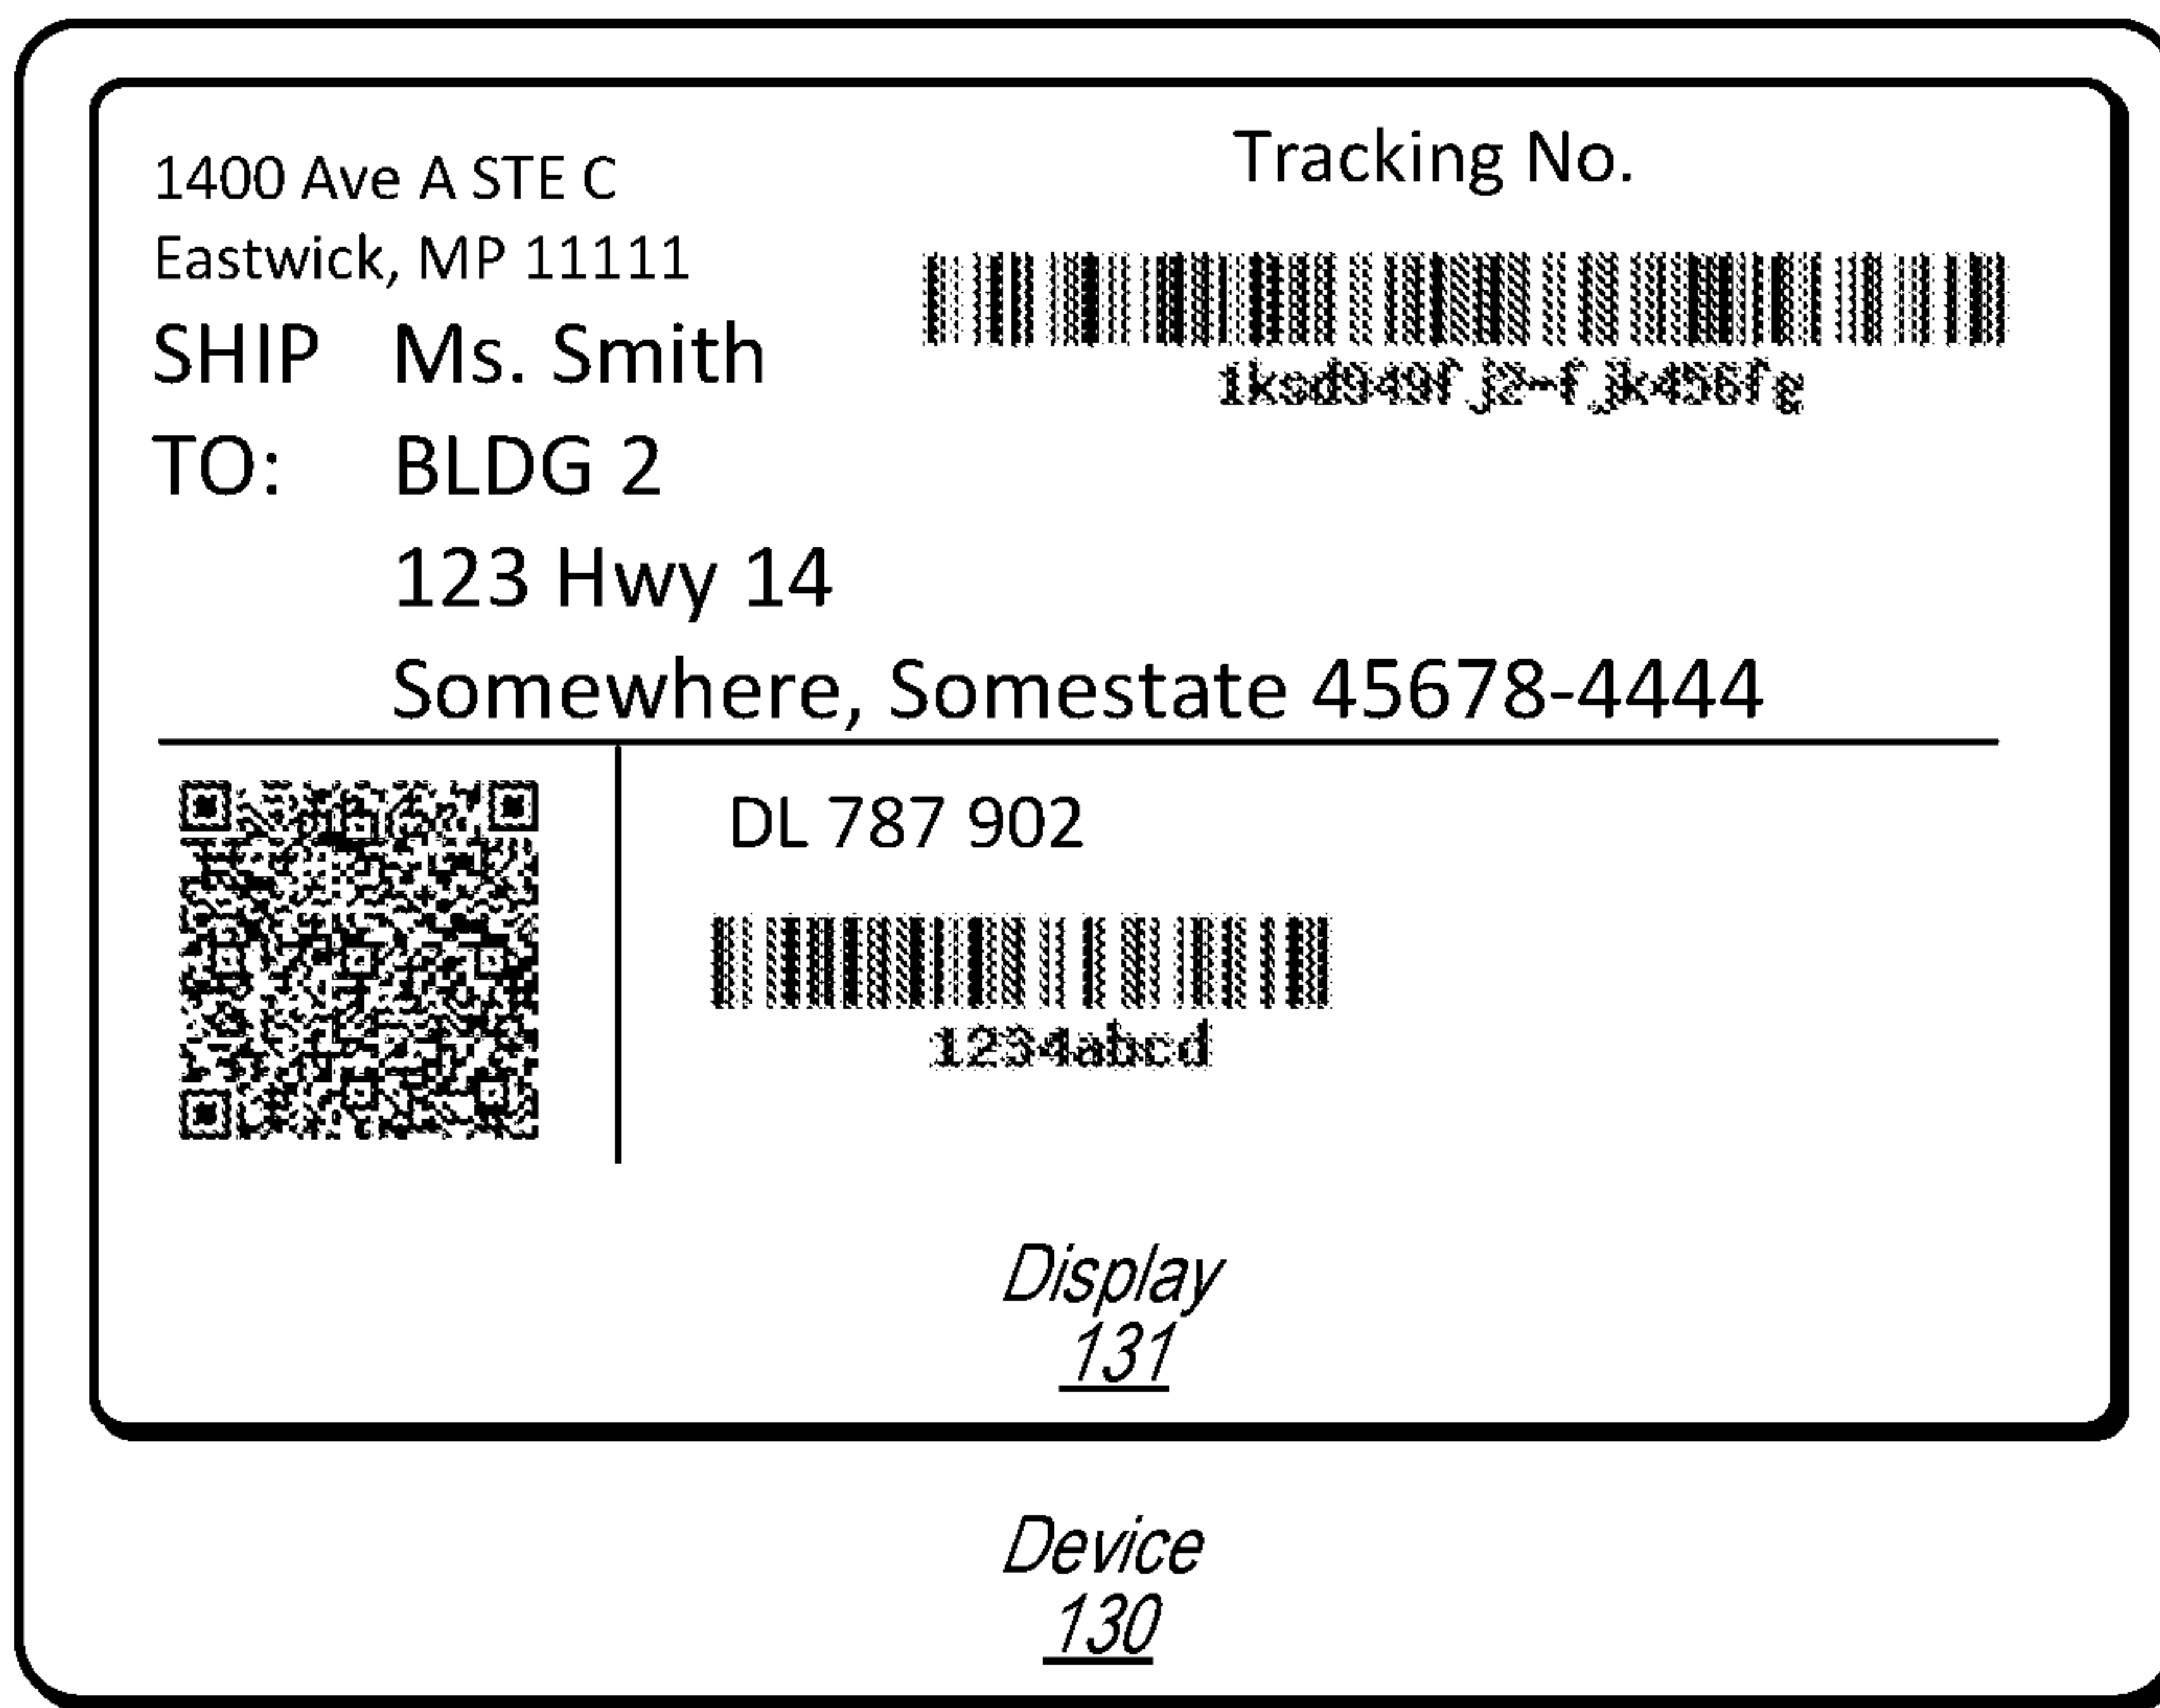 1400 Ave A STE C
Eastwick, MP 11111
SHIP Ms. Smith
TO: BLDG 2
123 Hwy 14
Somewhere, Somestate 45678-4444
Tracking No.
DL 787 902
1234abcd
Display
131
Device
130